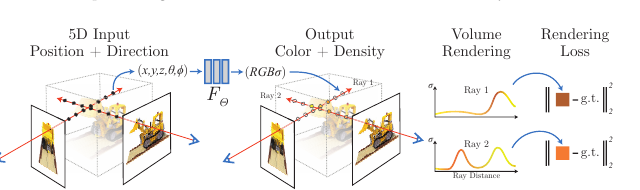 5D Input
Position + Direction
Output
Color + Density
Volume
Rendering
Rendering
Loss
(x,y,z,θ,ϕ)
F_Θ
(RGBσ)
Ray 1
Ray 2
σ
Ray 1
σ
Ray 2
Ray Distance
‖ - g.t. ‖ 2 2
‖ - g.t. ‖ 2 2